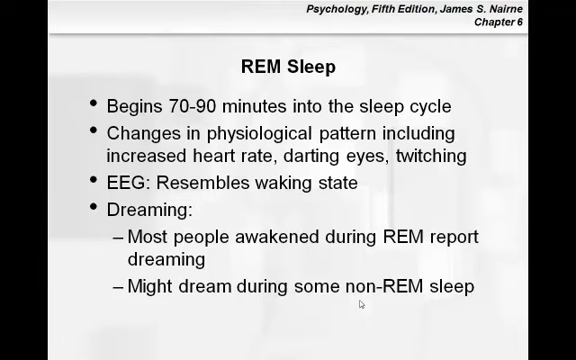 Psychology, Fifth Edition, James S. Nairne
Chapter 6
REM Sleep
• Begins 70-90 minutes into the sleep cycle
• Changes in physiological pattern including
increased heart rate, darting eyes, twitching
• EEG: Resembles waking state
• Dreaming:
– Most people awakened during REM report
dreaming
– Might dream during some non-REM sleep